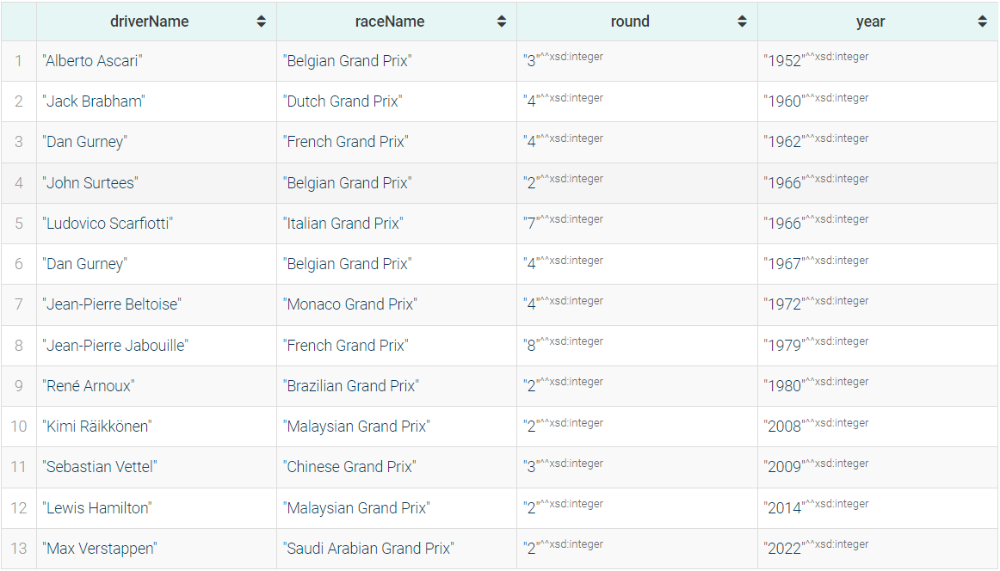 driverName raceName round year
1 "Alberto Ascari" "Belgian Grand Prix" "3"^^xsd:integer "1952"^^xsd:integer
2 "Jack Brabham" "Dutch Grand Prix" "4"^^xsd:integer "1960"^^xsd:integer
3 "Dan Gurney" "French Grand Prix" "4"^^xsd:integer "1962"^^xsd:integer
4 "John Surtees" "Belgian Grand Prix" "2"^^xsd:integer "1966"^^xsd:integer
5 "Ludovico Scarfiotti" "Italian Grand Prix" "7"^^xsd:integer "1966"^^xsd:integer
6 "Dan Gurney" "Belgian Grand Prix" "4"^^xsd:integer "1967"^^xsd:integer
7 "Jean-Pierre Beltoise" "Monaco Grand Prix" "4"^^xsd:integer "1972"^^xsd:integer
8 "Jean-Pierre Jabouille" "French Grand Prix" "8"^^xsd:integer "1979"^^xsd:integer
9 "René Arnoux" "Brazilian Grand Prix" "2"^^xsd:integer "1980"^^xsd:integer
10 "Kimi Räikkönen" "Malaysian Grand Prix" "2"^^xsd:integer "2008"^^xsd:integer
11 "Sebastian Vettel" "Chinese Grand Prix" "3"^^xsd:integer "2009"^^xsd:integer
12 "Lewis Hamilton" "Malaysian Grand Prix" "2"^^xsd:integer "2014"^^xsd:integer
13 "Max Verstappen" "Saudi Arabian Grand Prix" "2"^^xsd:integer "2022"^^xsd:integer